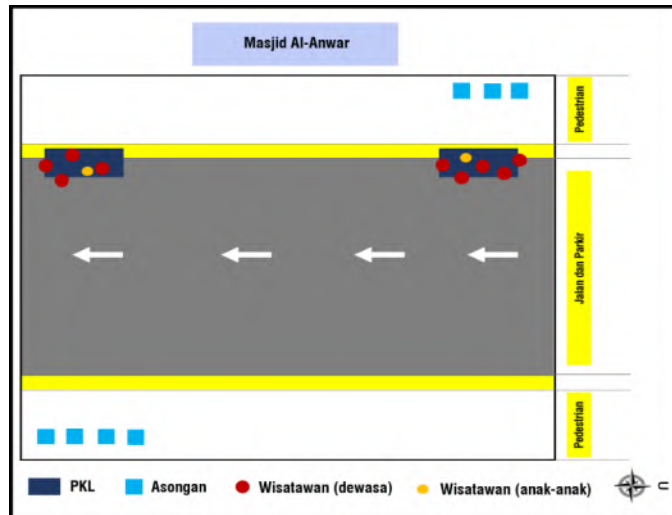 Masjid Al-Anwar
Pedestrian
Jalan dan Parkir
Pedestrian
PKL
Asongan
Wisatawan (dewasa)
Wisatawan (anak-anak)
U